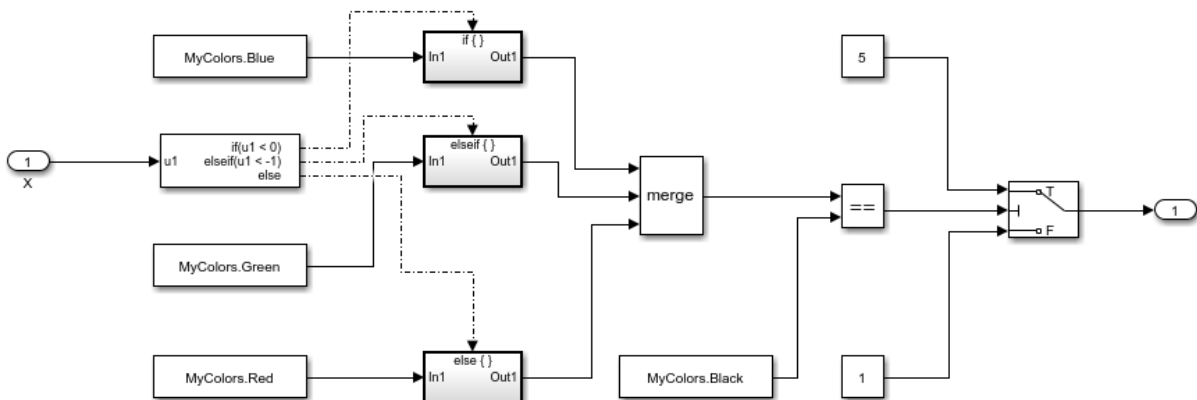 if { }
MyColors.Blue
In1
Out1
5
if(u1 < 0)
u1
elseif(u1 < -1)
else
elseif { }
In1
Out1
1
X
merge
==
T
F
1
MyColors.Green
else { }
MyColors.Red
In1
Out1
MyColors.Black
1